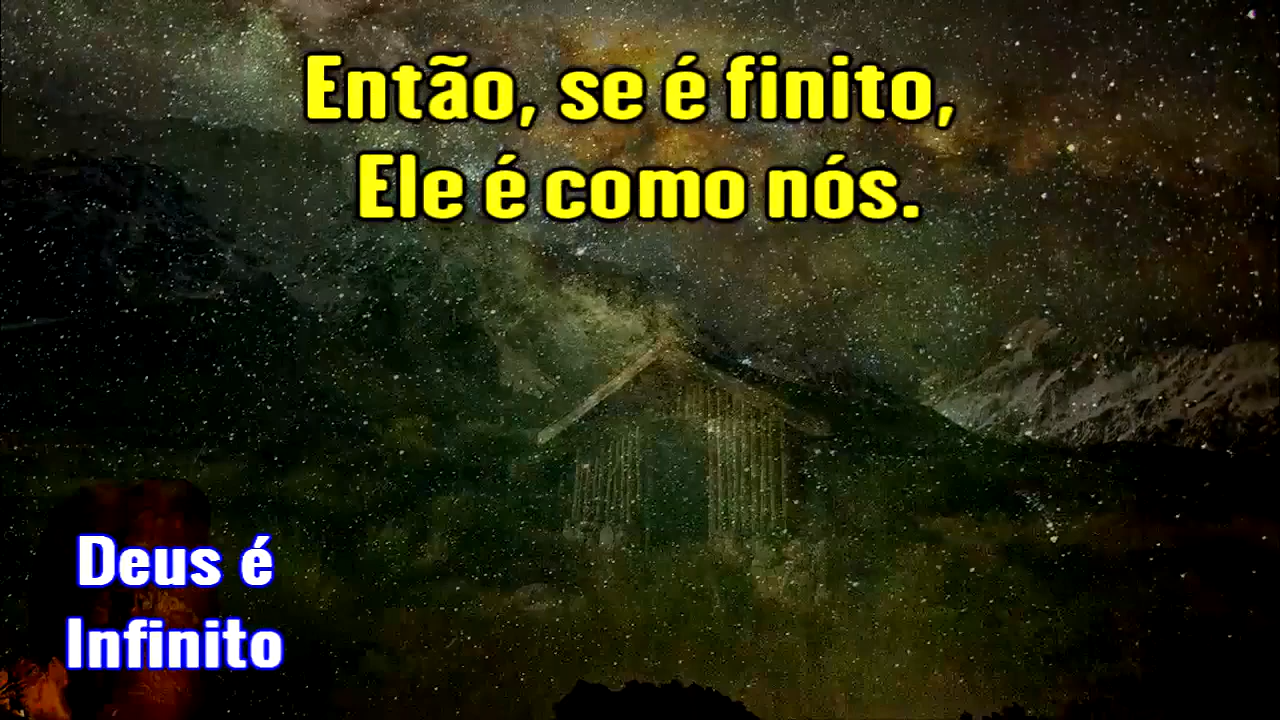 Então, se é finito,
Ele é como nós.
Deus é
Infinito